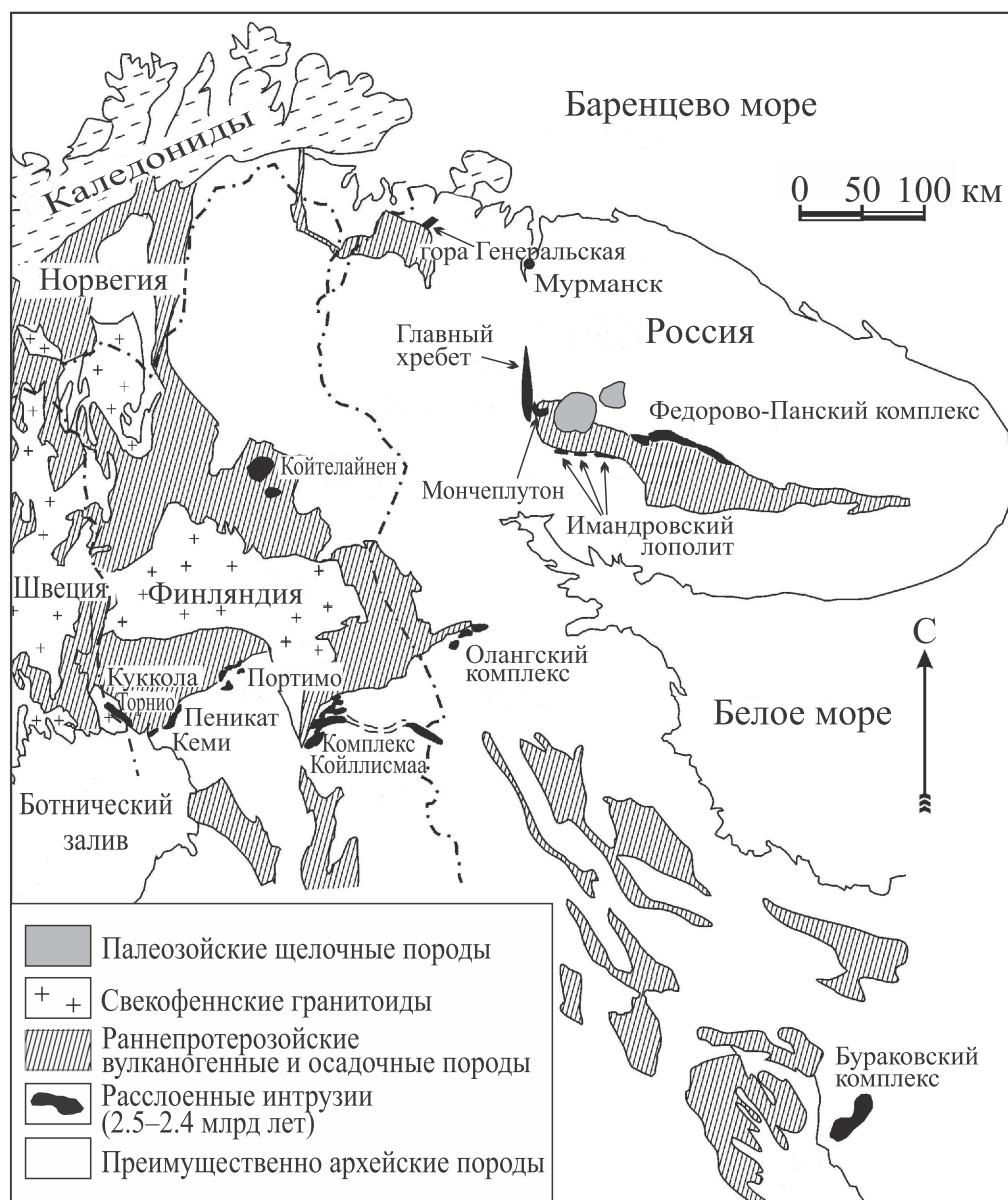 Баренцево море
Каледониды
0 50 100 км
гора Генеральская
Норвегия
Мурманск
Россия
Главный
хребет
Федорово-Панский комплекс
Койтелайнен
Мончеплутон
Имандровский
лополит
Швеция
Финляндия
С
Олангский
комплекс
Куккола
Портимо
Торнио
Пеникат
Кеми
Белое море
Комплекс
Койллисмаа
Ботнический
залив
Палеозойские щелочные породы
Свекофеннские гранитоиды
Раннепротерозойские
вулканогенные и осадочные породы
Расслоенные интрузии
(2.5–2.4 млрд лет)
Преимущественно архейские породы
Бураковский
комплекс